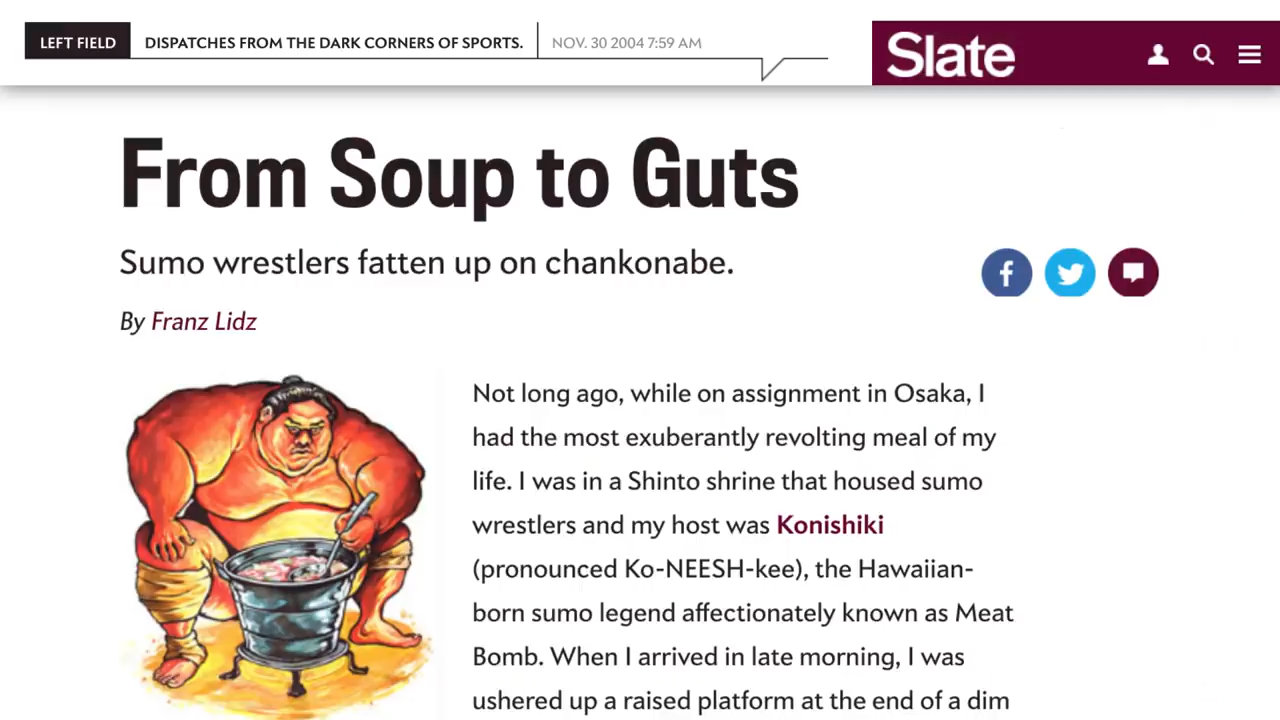 LEFT FIELD
DISPATCHES FROM THE DARK CORNERS OF SPORTS.
NOV. 30 2004 7:59 AM
Slate
From Soup to Guts
Sumo wrestlers fatten up on chankonabe.
By Franz Lidz
Not long ago, while on assignment in Osaka, I
had the most exuberantly revolting meal of my
life. I was in a Shinto shrine that housed sumo
wrestlers and my host was Konishiki
(pronounced Ko-NEESH-kee), the Hawaiian-
born sumo legend affectionately known as Meat
Bomb. When I arrived in late morning, I was
ushered up a raised platform at the end of a dim